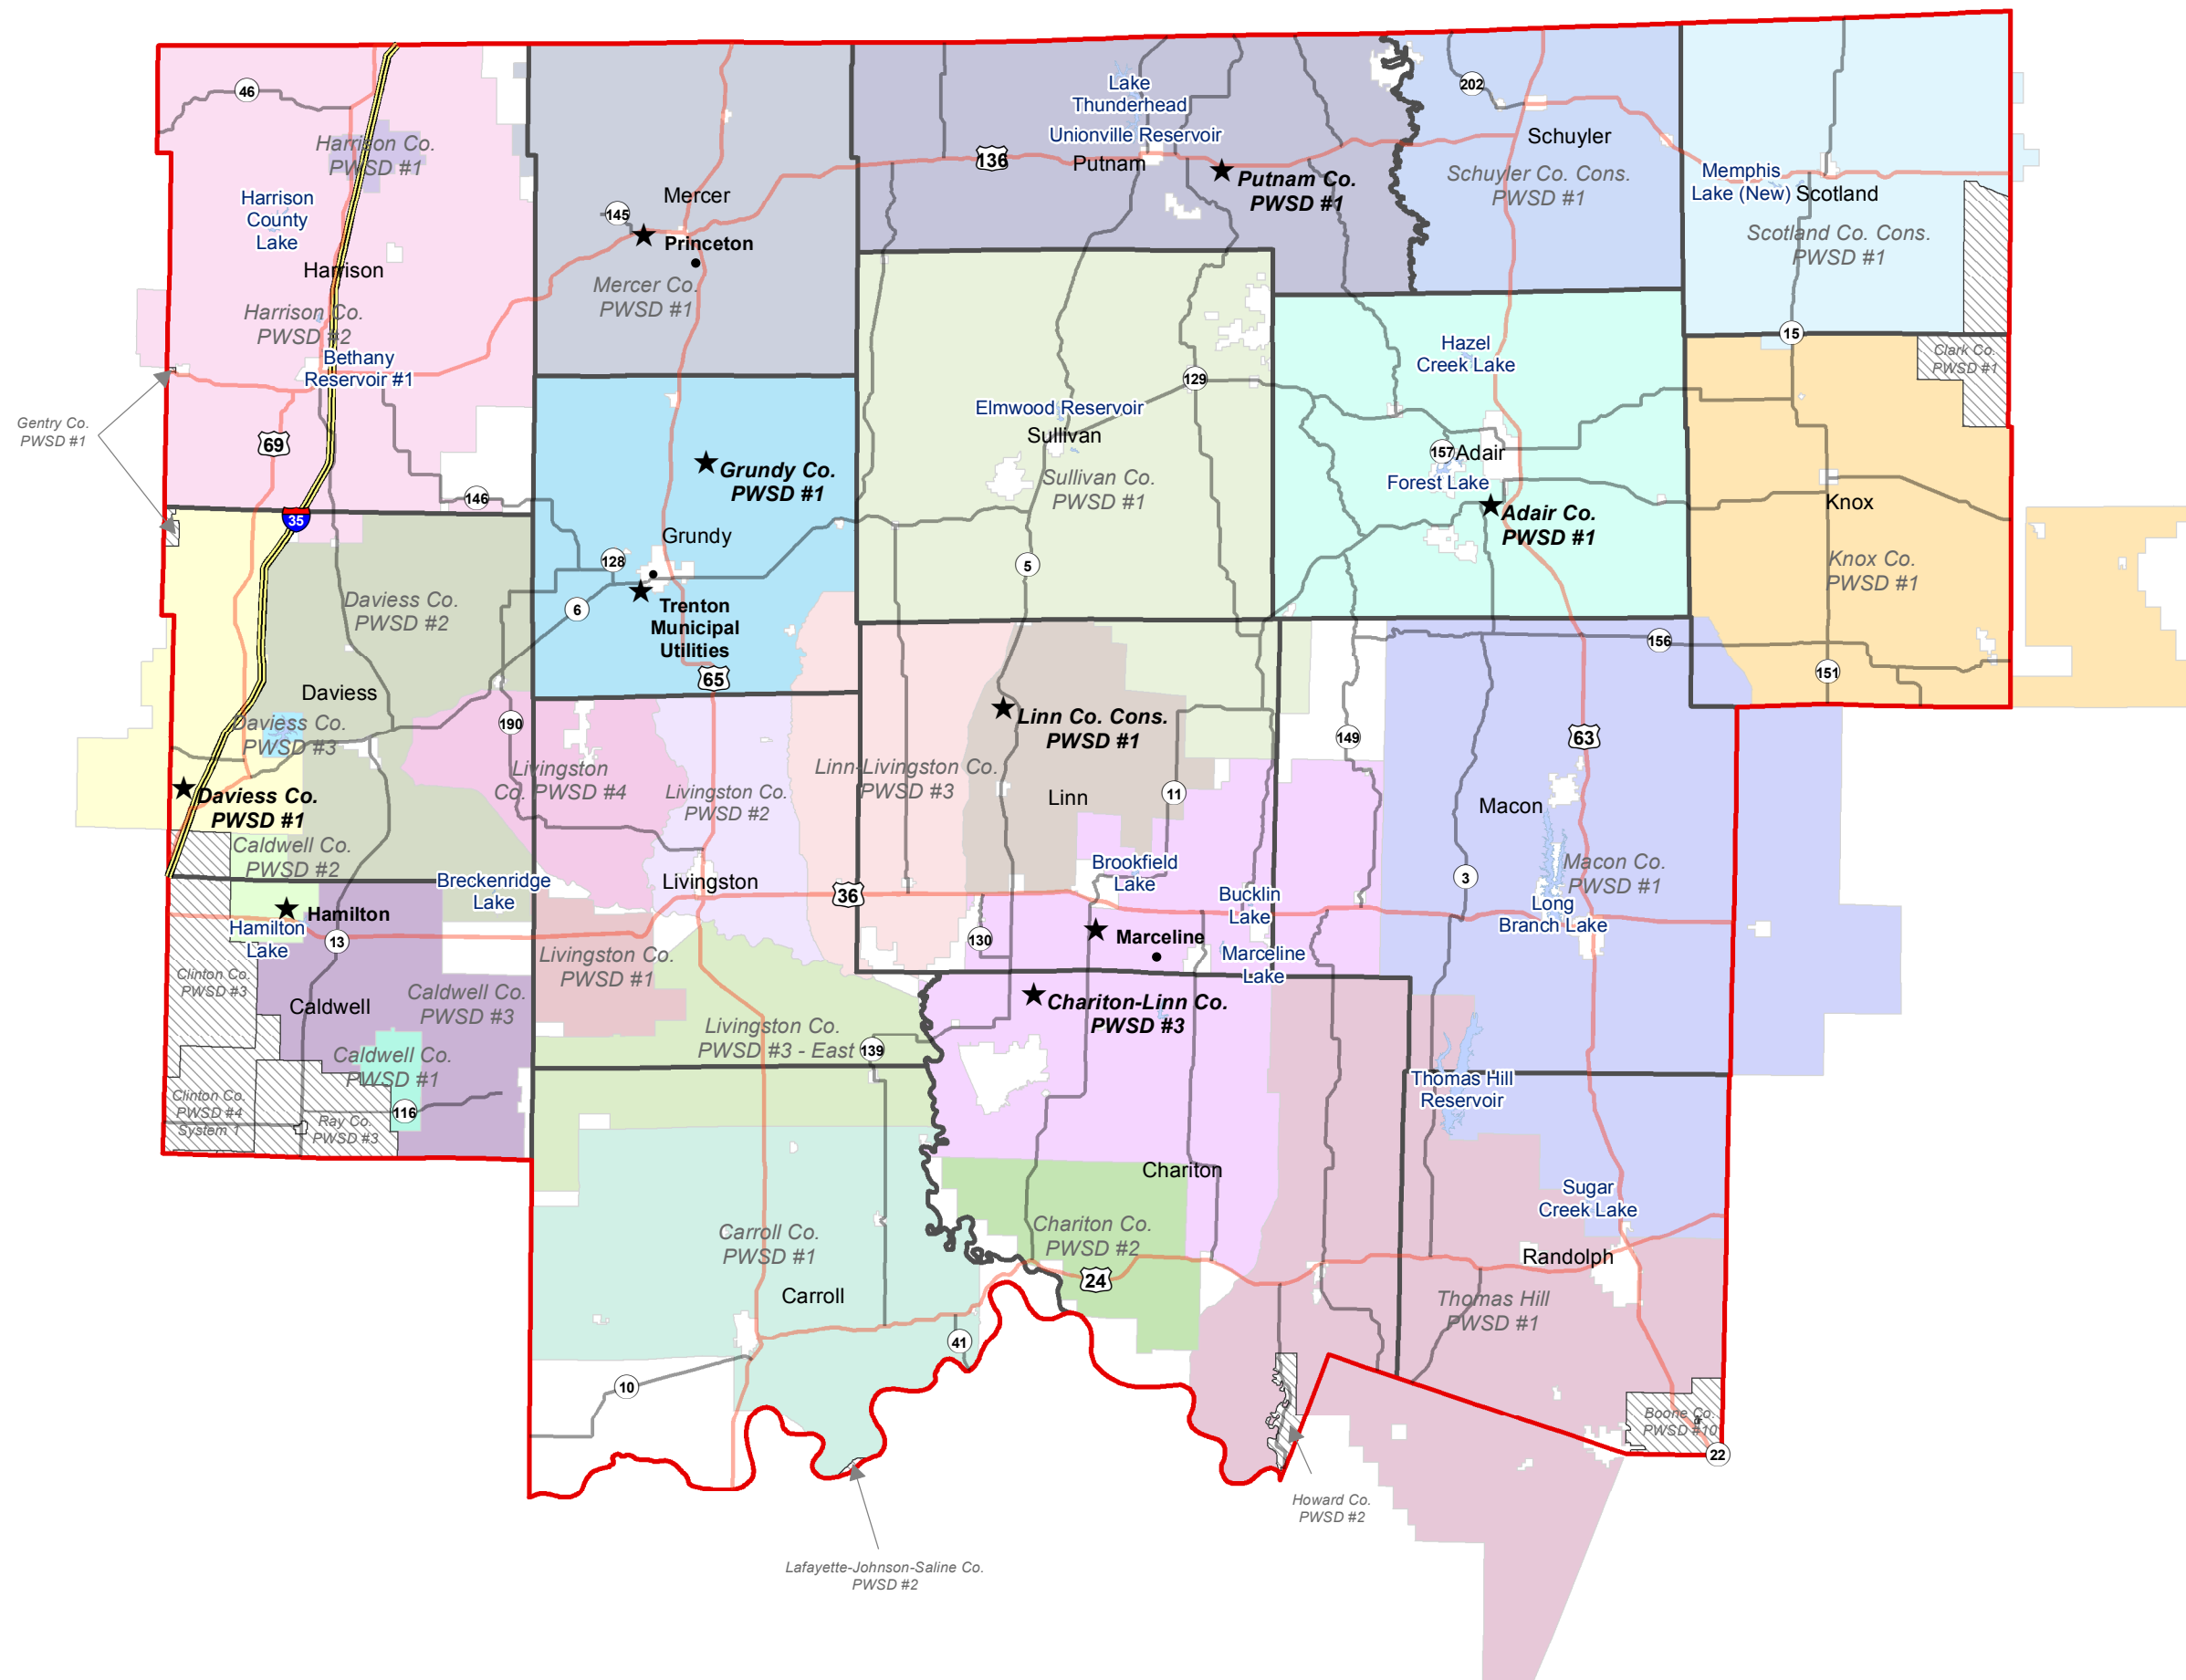 46
Harrison Co.
PWSD #1
Harrison
County
Lake
Harrison
Harrison Co.
PWSD #2
Bethany
Reservoir #1
Gentry Co.
PWSD #1
69
146
35
145
Mercer
Princeton
Mercer Co.
PWSD #1
Lake
Thunderhead
Unionville Reservoir
136
Putnam
Putnam Co.
PWSD #1
202
Schuyler
Schuyler Co. Cons.
PWSD #1
Memphis
Lake (New)
Scotland
Scotland Co. Cons.
PWSD #1
15
Clark Co.
PWSD #1
129
Elmwood Reservoir
Sullivan
Sullivan Co.
PWSD #1
5
Hazel
Creek Lake
157
Adair
Forest Lake
Adair Co.
PWSD #1
Knox
Knox Co.
PWSD #1
156
151
Grundy Co.
PWSD #1
Grundy
128
6
Trenton
Municipal
Utilities
65
Daviess Co.
PWSD #2
Daviess
Daviess Co.
PWSD #3
190
Daviess Co.
PWSD #1
Caldwell Co.
PWSD #2
Livingston
Co. PWSD #4
Livingston Co.
PWSD #2
Linn-Livingston Co.
PWSD #3
Linn Co. Cons.
PWSD #1
Linn
11
149
63
Macon
Macon Co.
PWSD #1
3
Long
Branch Lake
Breckenridge
Lake
Livingston
36
Brookfield
Lake
Bucklin
Lake
Marceline
Lake
130
Marceline
Hamilton
Hamilton
Lake
13
Clinton Co.
PWSD #3
Caldwell
Caldwell Co.
PWSD #3
Caldwell Co.
PWSD #1
Clinton Co.
PWSD #4
System 1
Ray Co.
PWSD #3
116
Livingston Co.
PWSD #1
Livingston Co.
PWSD #3 - East
139
Chariton-Linn Co.
PWSD #3
Thomas Hill
Reservoir
Chariton
Chariton Co.
PWSD #2
24
Carroll Co.
PWSD #1
Carroll
41
10
Sugar
Creek Lake
Randolph
Thomas Hill
PWSD #1
Boone Co.
PWSD #10
22
Howard Co.
PWSD #2
Lafayette-Johnson-Saline Co.
PWSD #2